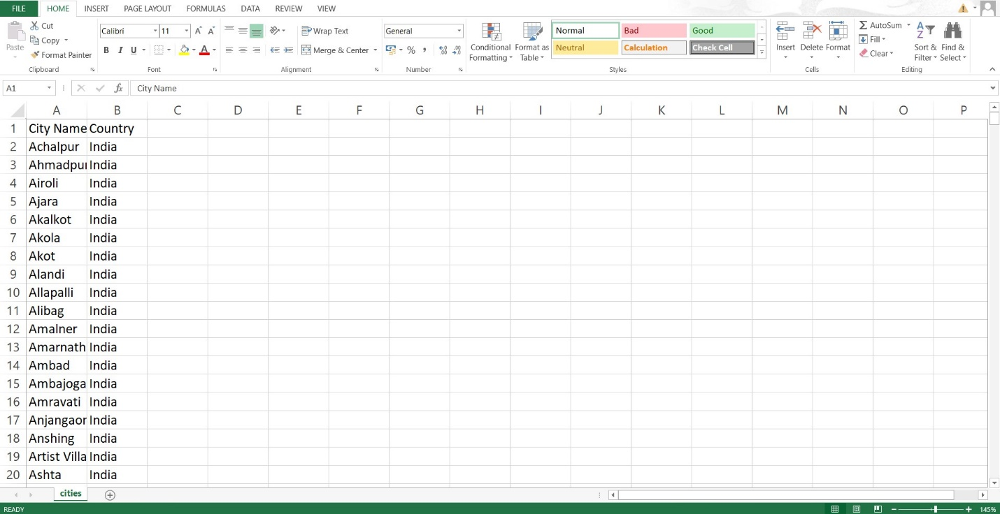 FILE HOME INSERT PAGE LAYOUT FORMULAS DATA REVIEW VIEW
Paste
Cut
Copy
Format Painter
Clipboard
Calibri 11 A A
B I U A
Font
Wrap Text
Merge & Center
Alignment
General
% , .0 .00 .00 .0
Number
Conditional Formatting
Format as Table
Normal Bad Good
Neutral Calculation Check Cell
Styles
Insert Delete Format
Cells
AutoSum
Fill
Clear
Sort & Filter
Find & Select
Editing
A1 fx City Name
A B C D E F G H I J K L M N O P
1 City Name Country
2 Achalpur India
3 Ahmadpur India
4 Airoli India
5 Ajara India
6 Akalkot India
7 Akola India
8 Akot India
9 Alandi India
10 Allapalli India
11 Alibag India
12 Amalner India
13 Amarnath India
14 Ambad India
15 Ambajoga India
16 Amravati India
17 Anjangaon India
18 Anshing India
19 Artist Villa India
20 Ashta India
cities
READY 145%